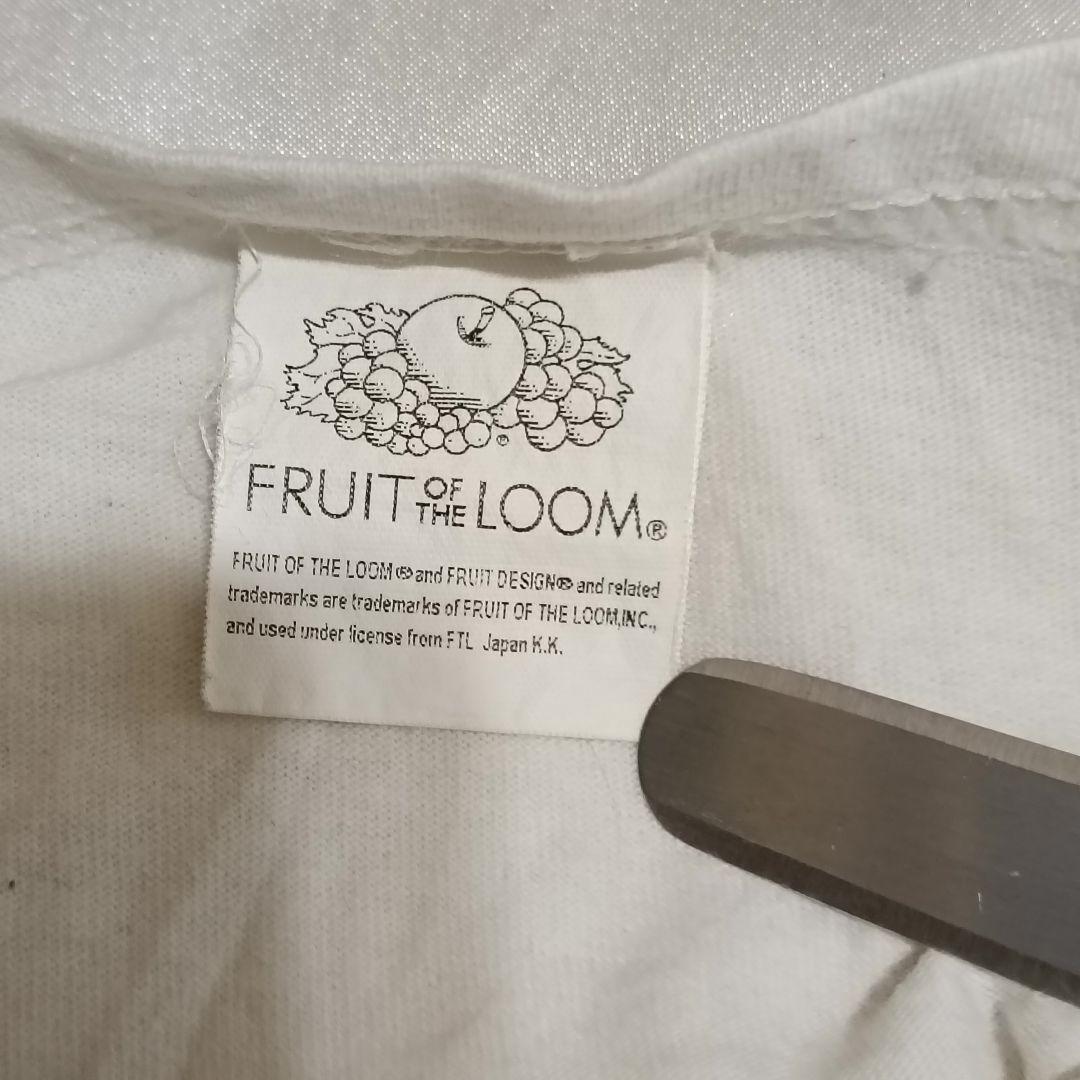 ®
FRUIT OF THE LOOM®
FRUIT OF THE LOOM® and FRUIT DESIGN® and related
trademarks are trademarks of FRUIT OF THE LOOM,INC.,
and used under license from FTL Japan K.K.